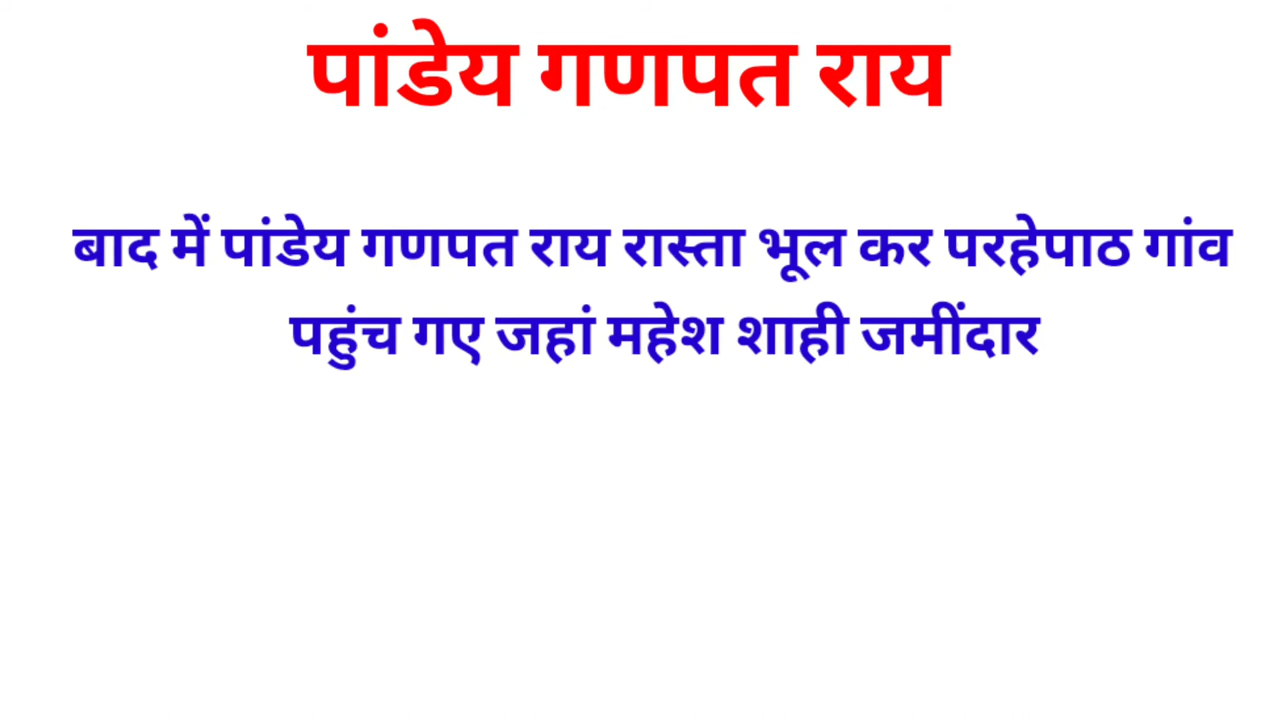 पांडेय गणपत राय
बाद में पांडेय गणपत राय रास्ता भूल कर परहेपाठ गांव
पहुंच गए जहां महेश शाही जमींदार